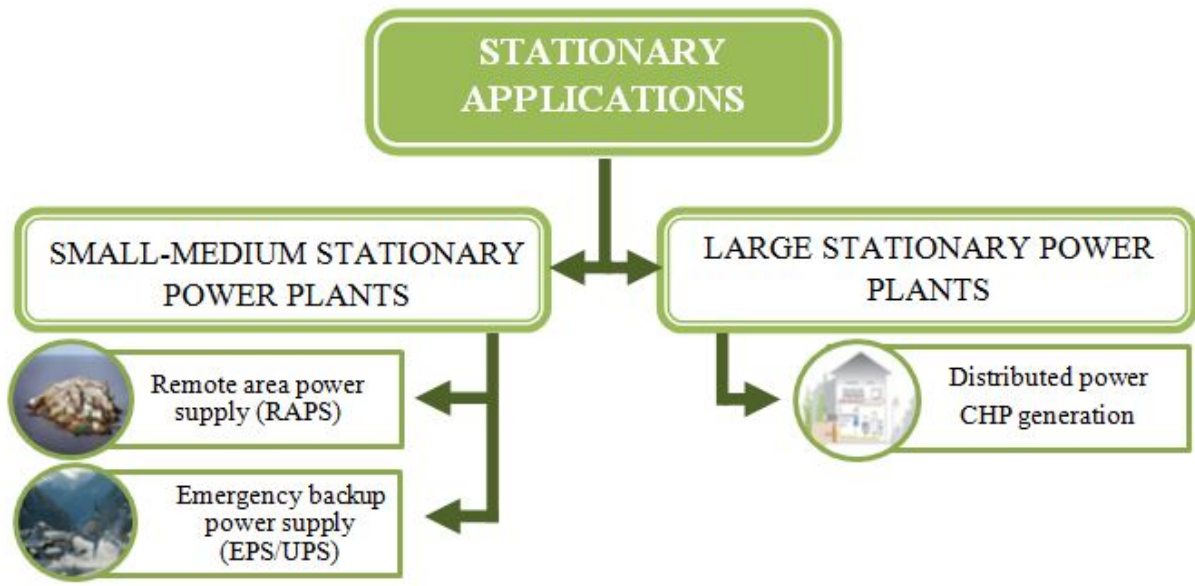 STATIONARY
APPLICATIONS
SMALL-MEDIUM STATIONARY
POWER PLANTS
LARGE STATIONARY POWER
PLANTS
Remote area power
supply (RAPS)
Emergency backup
power supply
(EPS/UPS)
Distributed power
CHP generation